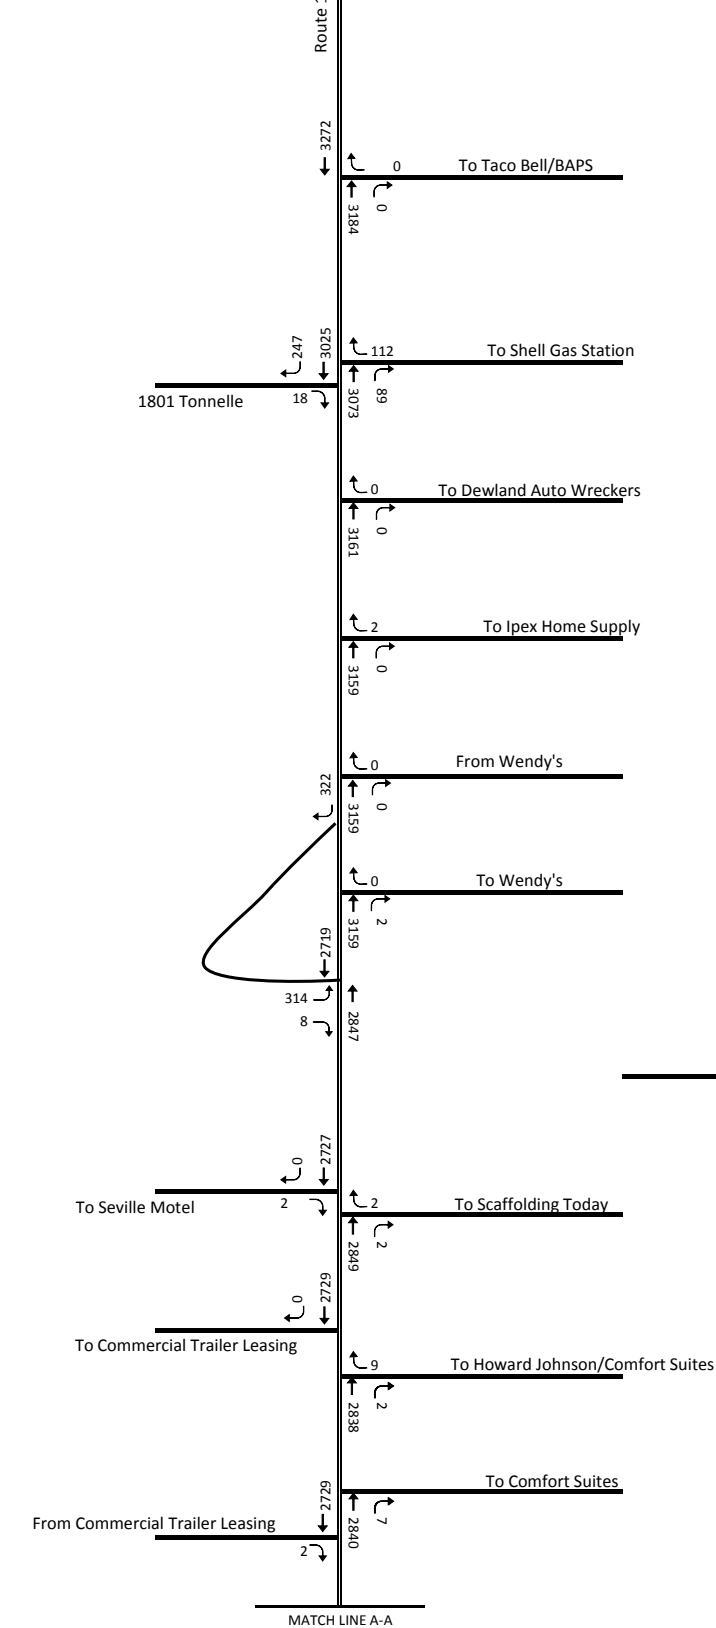 Route 1
3272
0
To Taco Bell/BAPS
3184
0
247
3025
112
To Shell Gas Station
1801 Tonnelle
18
3073
89
0
To Dewland Auto Wreckers
3161
0
2
To Ipex Home Supply
3159
0
0
From Wendy's
322
3159
0
0
To Wendy's
3159
2
2719
314
2847
8
0
2727
To Seville Motel
2
2
To Scaffolding Today
2849
2
0
2729
To Commercial Trailer Leasing
9
To Howard Johnson/Comfort Suites
2838
2
2729
To Comfort Suites
2840
7
From Commercial Trailer Leasing
2
MATCH LINE A-A